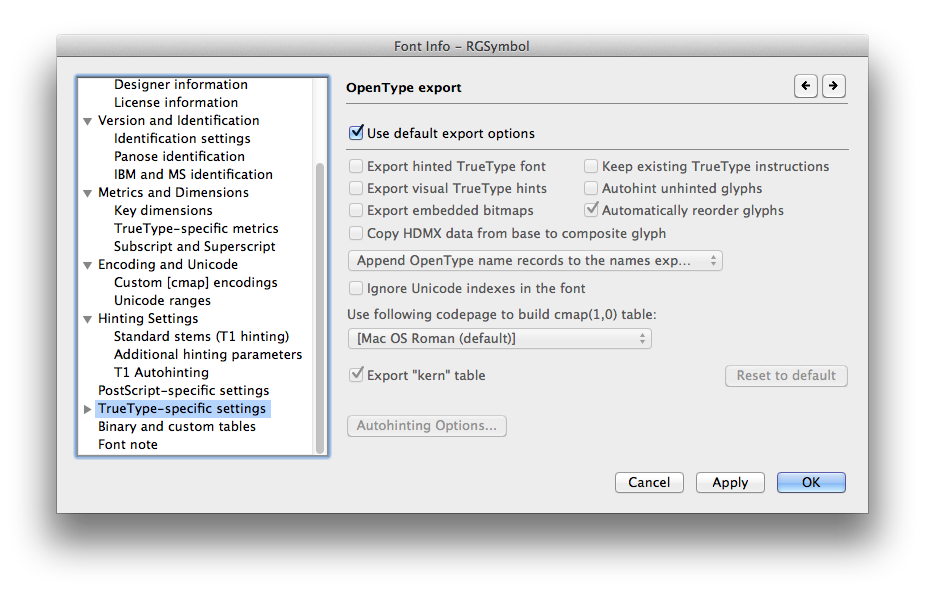 Font Info – RGSymbol
Designer information
License information
Version and Identification
Identification settings
Panose identification
IBM and MS identification
Metrics and Dimensions
Key dimensions
TrueType-specific metrics
Subscript and Superscript
Encoding and Unicode
Custom [cmap] encodings
Unicode ranges
Hinting Settings
Standard stems (T1 hinting)
Additional hinting parameters
T1 Autohinting
PostScript-specific settings
TrueType-specific settings
Binary and custom tables
Font note
OpenType export
Use default export options
Export hinted TrueType font
Keep existing TrueType instructions
Export visual TrueType hints
Autohint unhinted glyphs
Export embedded bitmaps
Automatically reorder glyphs
Copy HDMX data from base to composite glyph
Append OpenType name records to the names exp...
Ignore Unicode indexes in the font
Use following codepage to build cmap(1,0) table:
[Mac OS Roman (default)]
Export "kern" table
Reset to default
Autohinting Options...
Cancel
Apply
OK